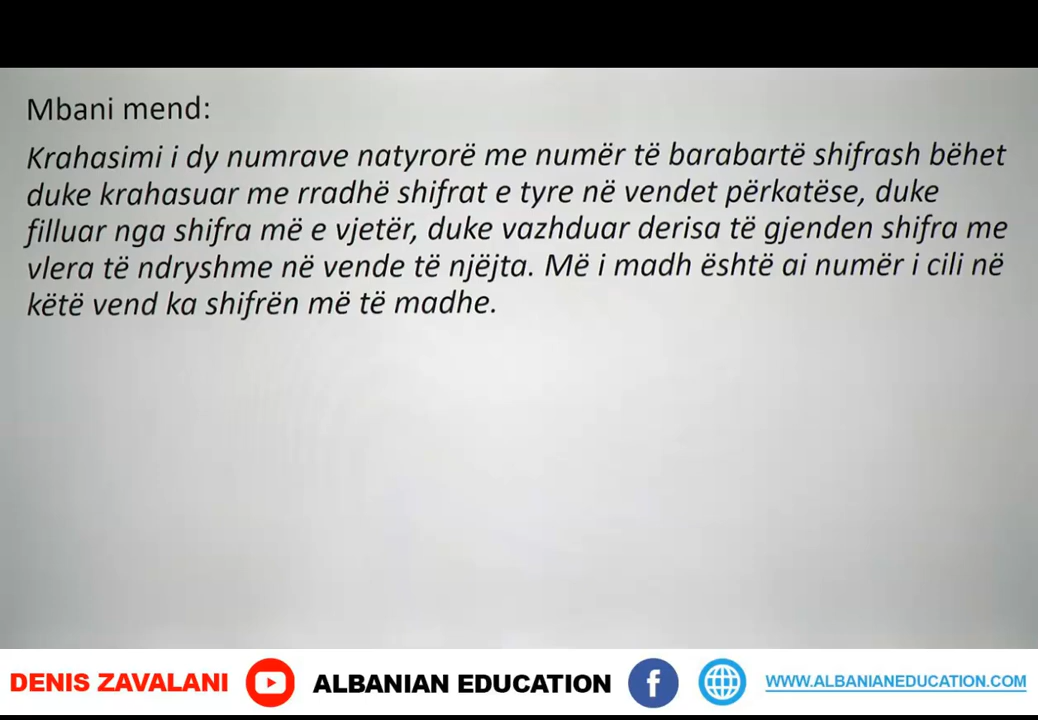 Mbani mend:
Krahasimi i dy numrave natyrorë me numër të barabartë shifrash bëhet
duke krahasuar me rradhë shifrat e tyre në vendet përkatëse, duke
filluar nga shifra më e vjetër, duke vazhduar derisa të gjenden shifra me
vlera të ndryshme në vende të njëjta. Më i madh është ai numër i cili në
këtë vend ka shifrën më të madhe.
DENIS ZAVALANI ALBANIAN EDUCATION WWW.ALBANIANEDUCATION.COM